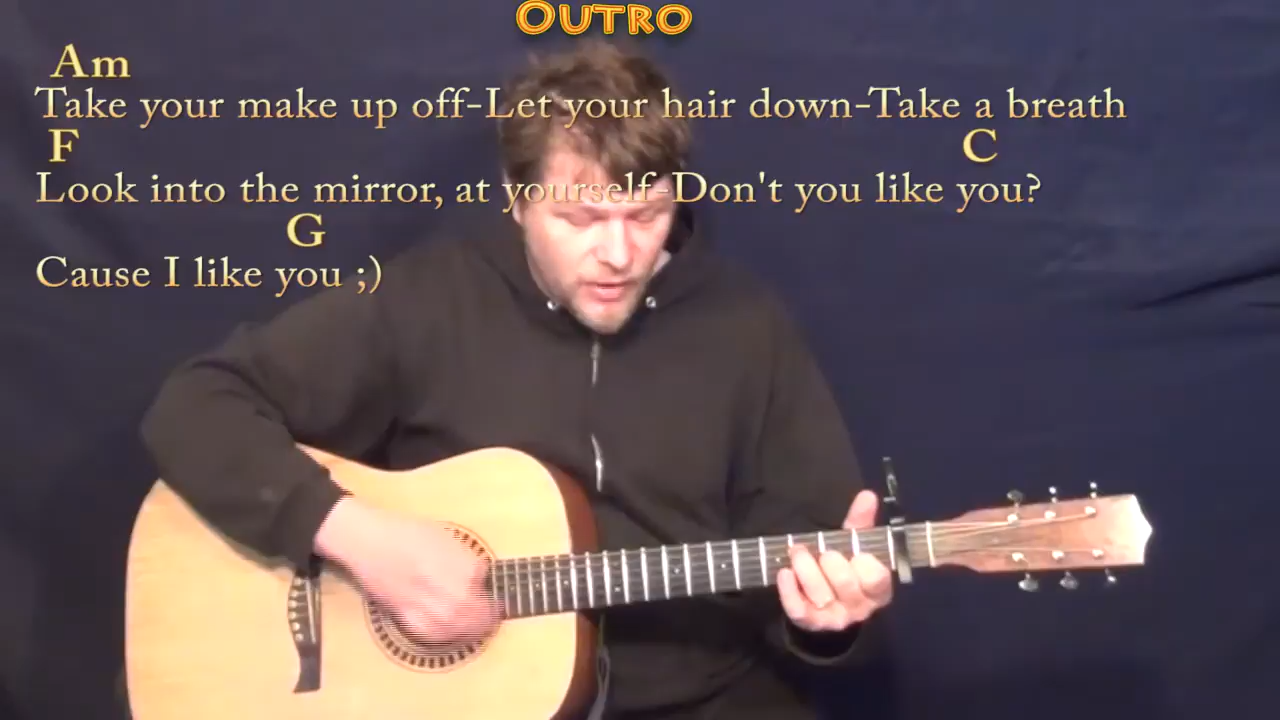 OUTRO
Am
Take your make up off-Let your hair down-Take a breath
F C
Look into the mirror, at yourself-Don't you like you?
G
Cause I like you ;)